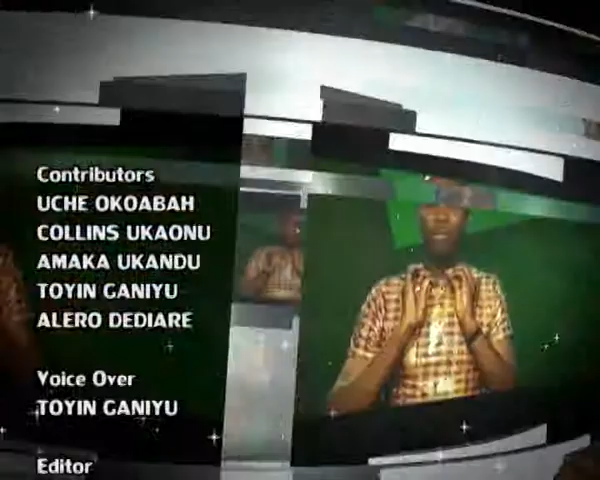 Contributors
UCHE OKOABAH
COLLINS UKAONU
AMAKA UKANDU
TOYIN GANIYU
ALERO DEDIARE
Voice Over
TOYIN GANIYU
Editor